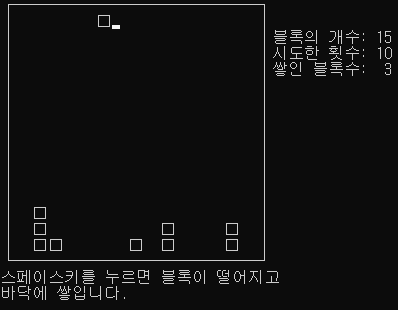 블록의 개수: 15
시도한 횟수: 10
쌓인 블록수: 3
스페이스키를 누르면 블록이 떨어지고
바닥에 쌓입니다.